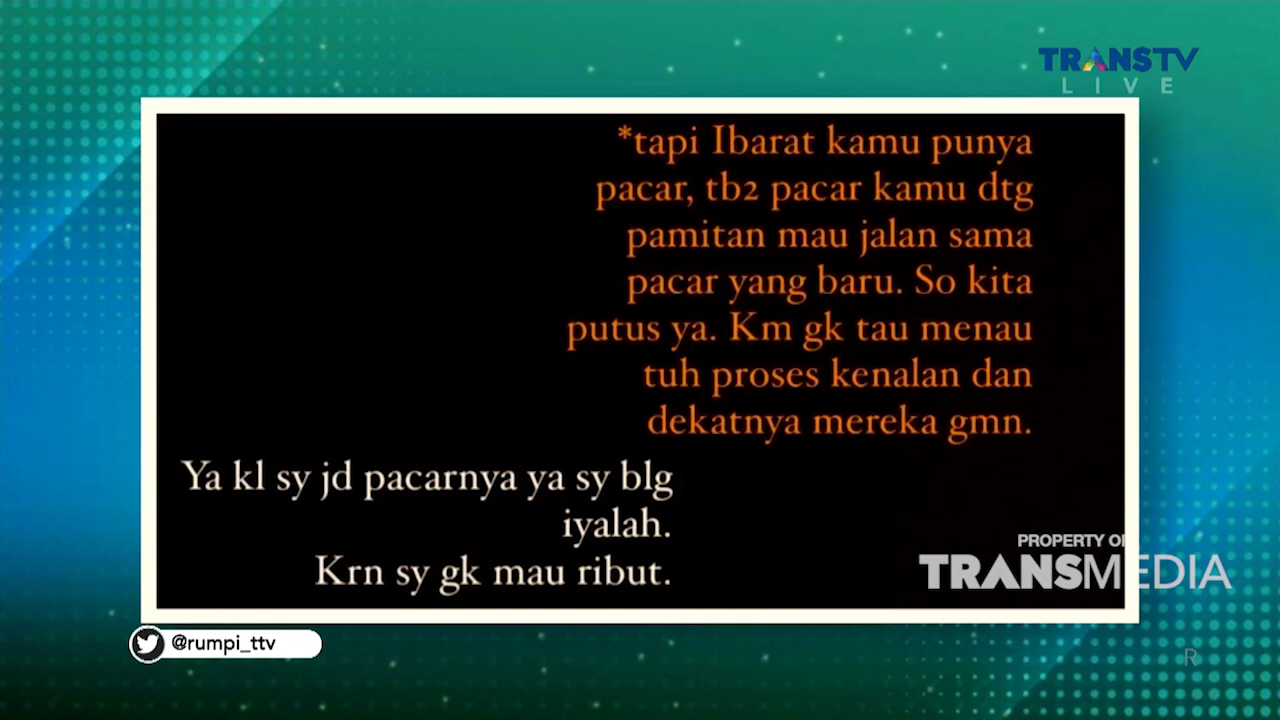 TRANSTV
LIVE
*tapi Ibarat kamu punya
pacar, tb2 pacar kamu dtg
pamitan mau jalan sama
pacar yang baru. So kita
putus ya. Km gk tau menau
tuh proses kenalan dan
dekatnya mereka gmn.
Ya kl sy jd pacarnya ya sy blg
iyalah.
Krn sy gk mau ribut.
PROPERTY OF
TRANSMEDIA
@rumpi_ttv
R